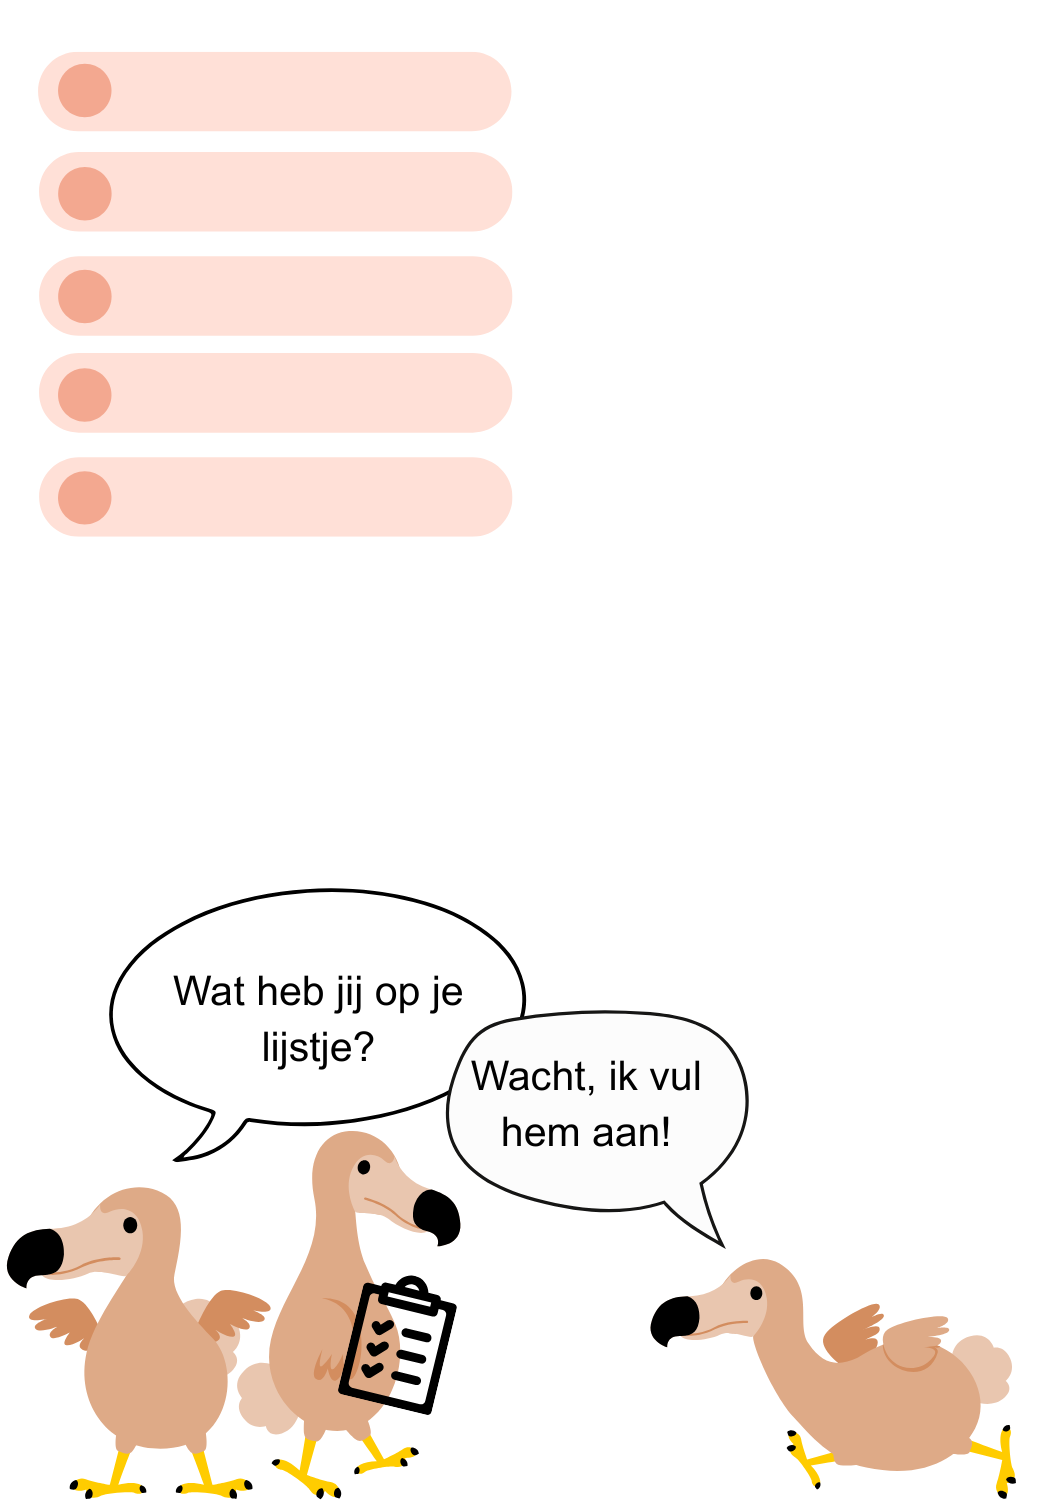 Wat heb jij op je
lijstje?
Wacht, ik vul
hem aan!